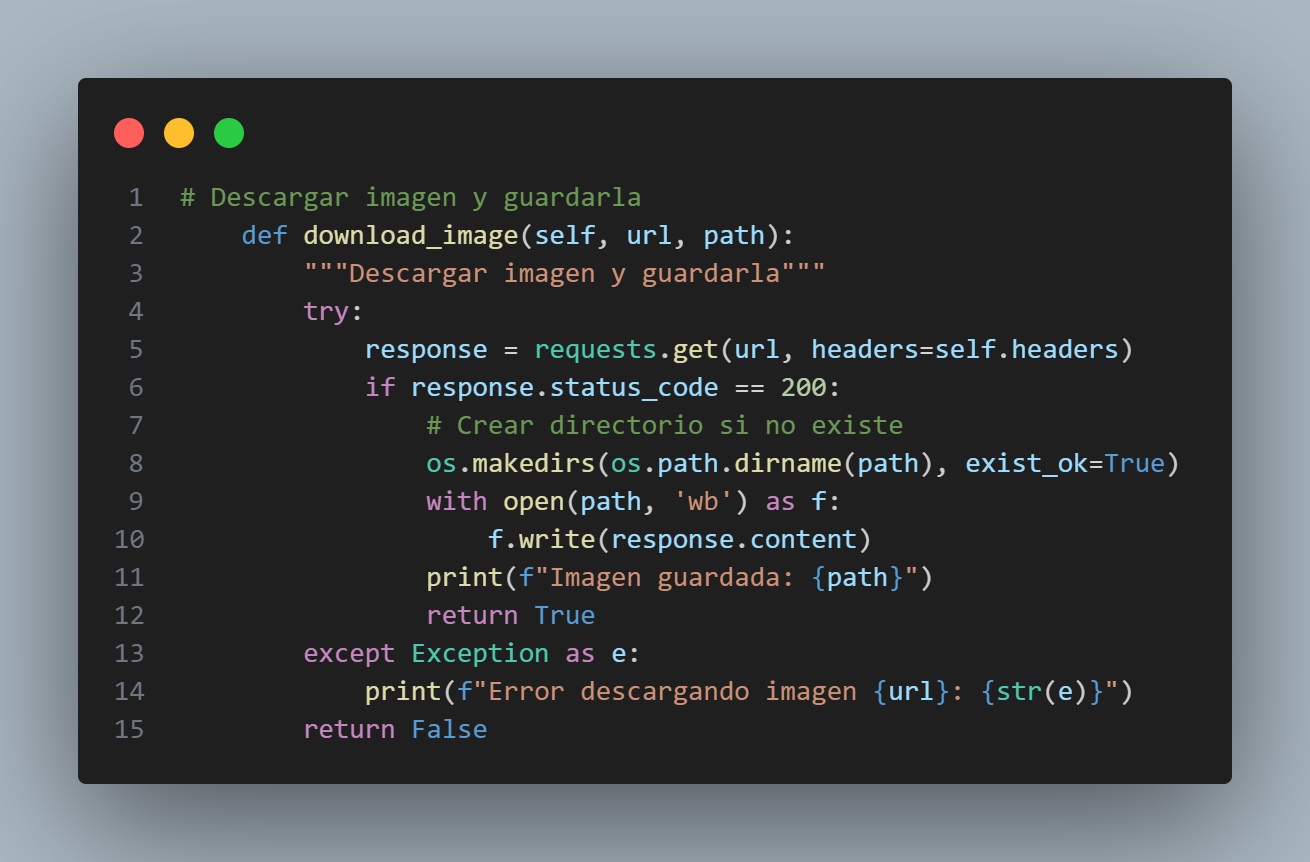 1 # Descargar imagen y guardarla
2     def download_image(self, url, path):
3         """Descargar imagen y guardarla"""
4         try:
5             response = requests.get(url, headers=self.headers)
6             if response.status_code == 200:
7                 # Crear directorio si no existe
8                 os.makedirs(os.path.dirname(path), exist_ok=True)
9                 with open(path, 'wb') as f:
10                     f.write(response.content)
11                 print(f"Imagen guardada: {path}")
12                 return True
13         except Exception as e:
14             print(f"Error descargando imagen {url}: {str(e)}")
15         return False